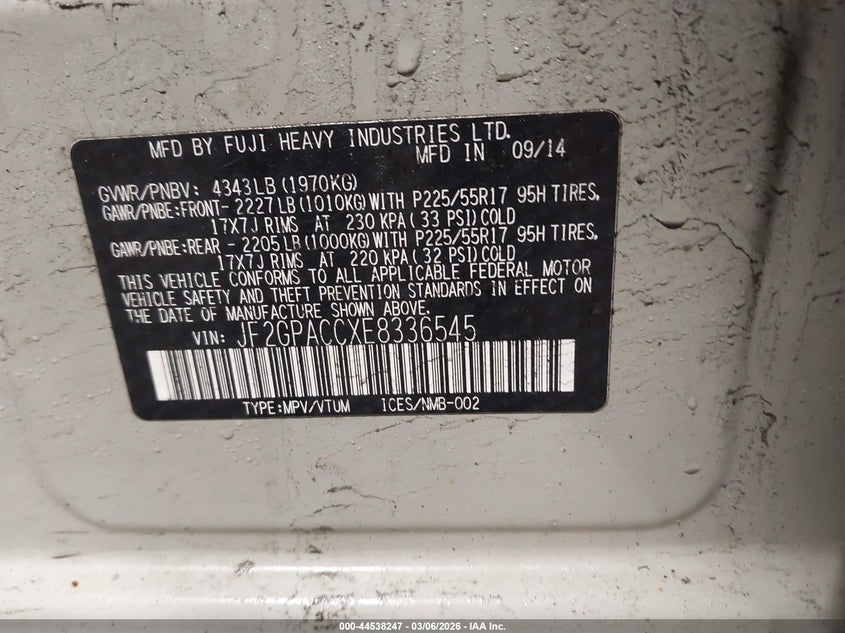 MFD BY FUJI HEAVY INDUSTRIES LTD.
MFD IN 09/14
GVWR/PNBV: 4343LB (1970KG)
GAWR/PNBE:FRONT- 2227LB (1010KG) WITH P225/55R17 95H TIRES,
17X7J RIMS AT 230 KPA (33 PSI) COLD
GAWR/PNBE:REAR - 2205LB (1000KG) WITH P225/55R17 95H TIRES,
17X7J RIMS AT 220 KPA (32 PSI) COLD
THIS VEHICLE CONFORMS TO ALL APPLICABLE FEDERAL MOTOR
VEHICLE SAFETY AND THEFT PREVENTION STANDARDS IN EFFECT ON
THE DATE OF MANUFACTURE SHOWN ABOVE.
VIN: JF2GPACCXE8336545
TYPE:MPV/VTUM ICES/NMB-002
000-44538247 - 03/06/2026 - IAA Inc.